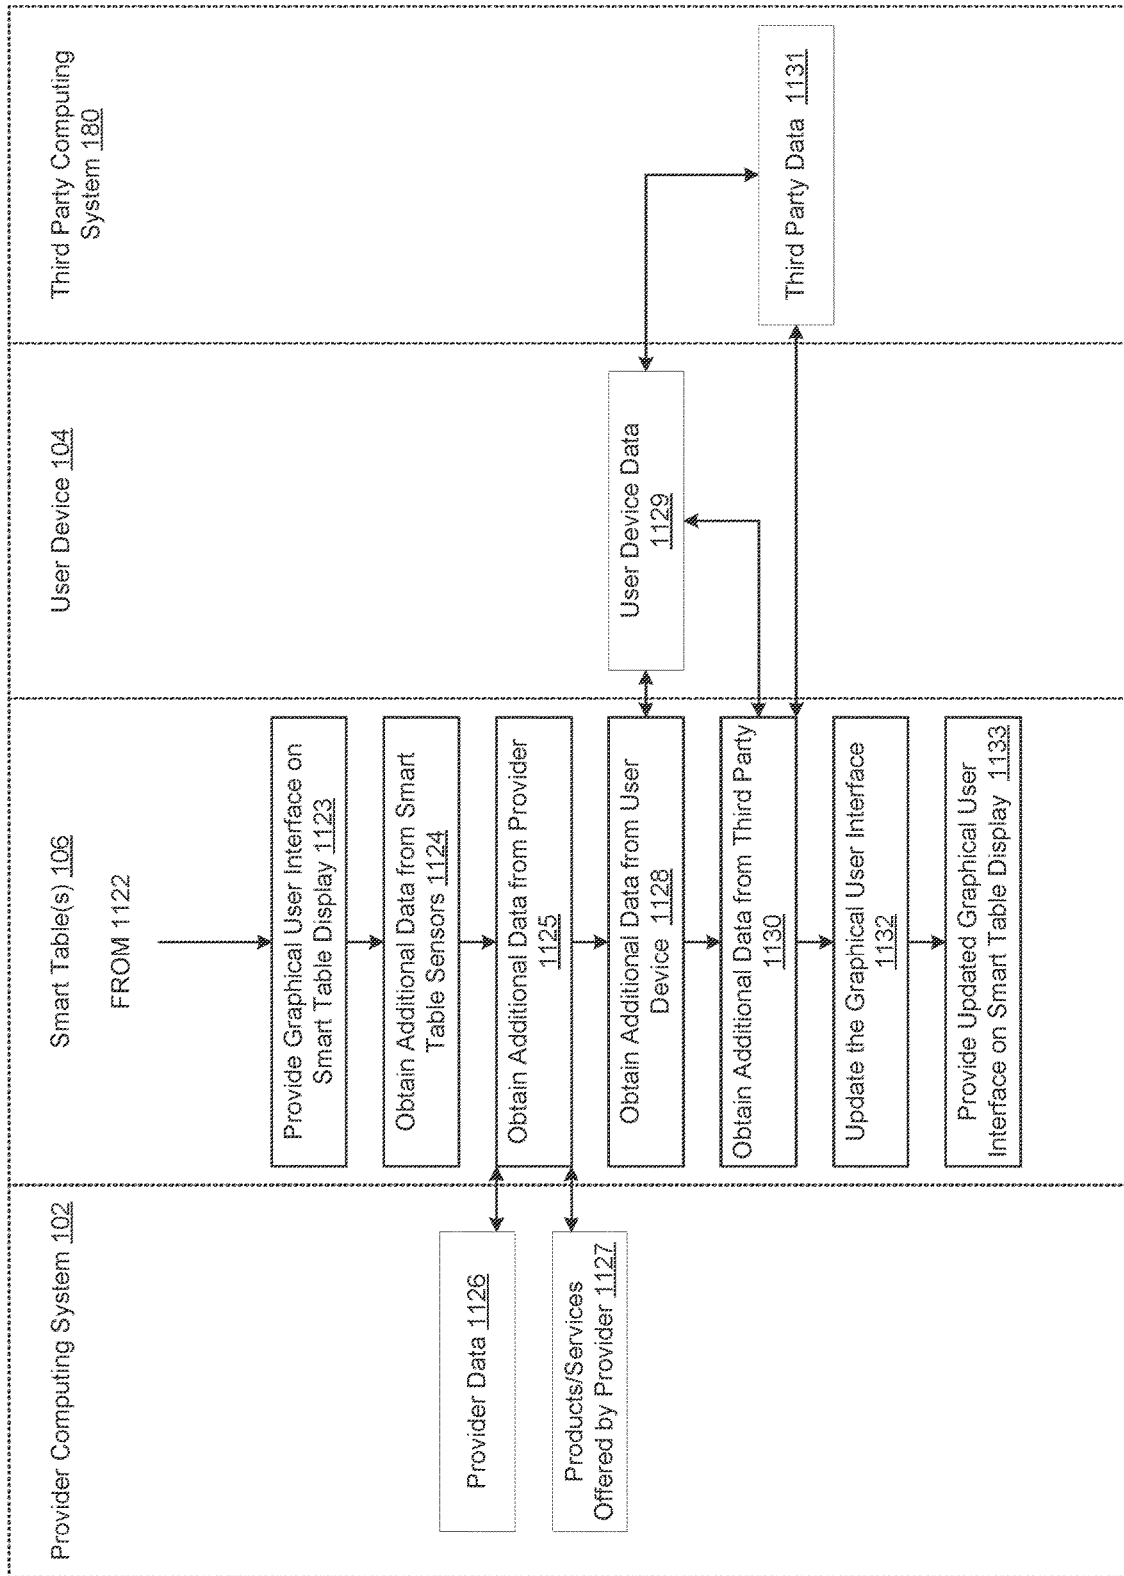 Provider Computing System 102
Smart Table(s) 106
User Device 104
Third Party Computing
System 180
FROM 1122
Provide Graphical User Interface on
Smart Table Display 1123
Obtain Additional Data from Smart
Table Sensors 1124
Provider Data 1126
Obtain Additional Data from Provider
1125
Products/Services
Offered by Provider 1127
Obtain Additional Data from User
Device 1128
User Device Data
1129
Obtain Additional Data from Third Party
1130
Third Party Data 1131
Update the Graphical User Interface
1132
Provide Updated Graphical User
Interface on Smart Table Display 1133